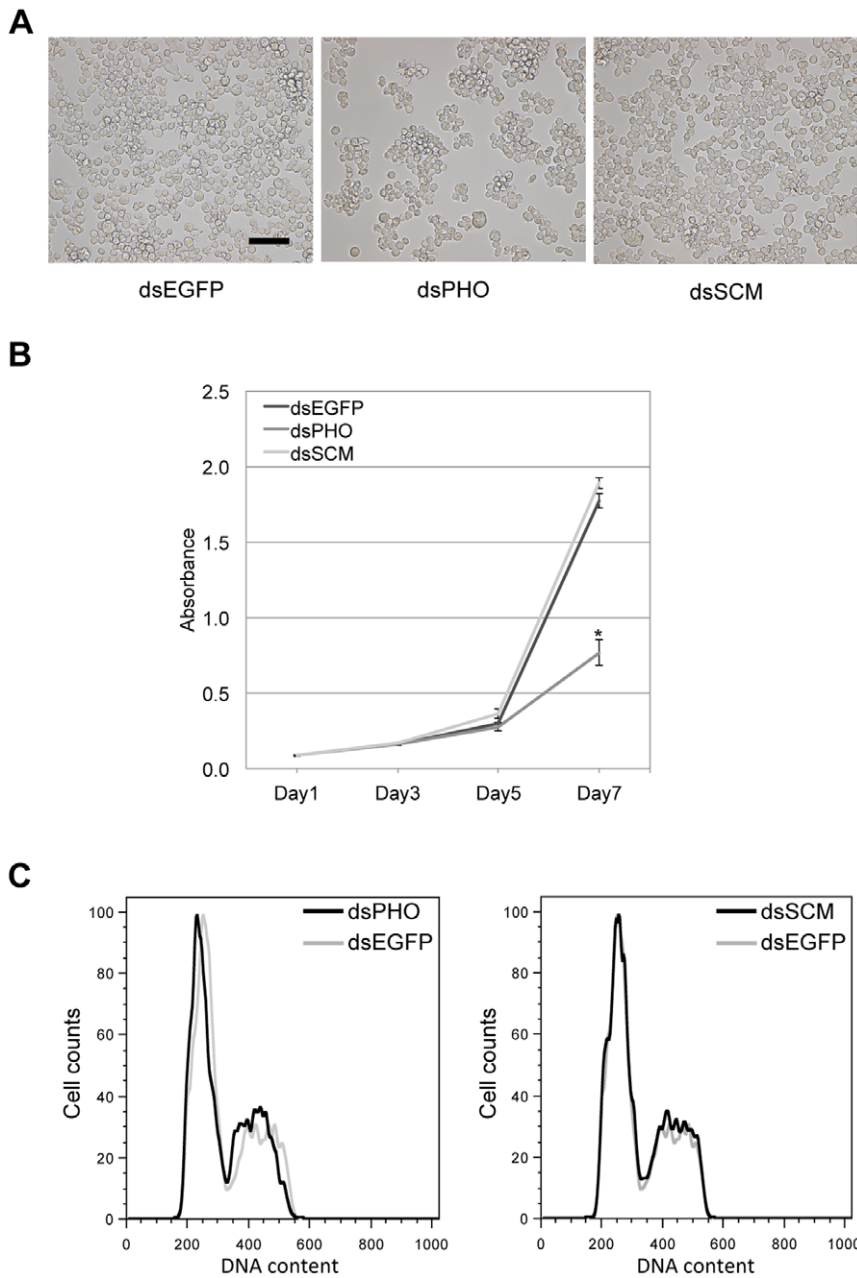 A
dsEGFP dsPHO dsSCM
B
2.5
dsEGFP
dsPHO
dsSCM
2.0
1.5
Absorbance
1.0
*
0.5
0.0
Day1 Day3 Day5 Day7
C
100
dsPHO
dsEGFP
80
60
Cell counts
40
20
0
0 200 400 600 800 1000
DNA content
100
dsSCM
dsEGFP
80
60
Cell counts
40
20
0
0 200 400 600 800 1000
DNA content